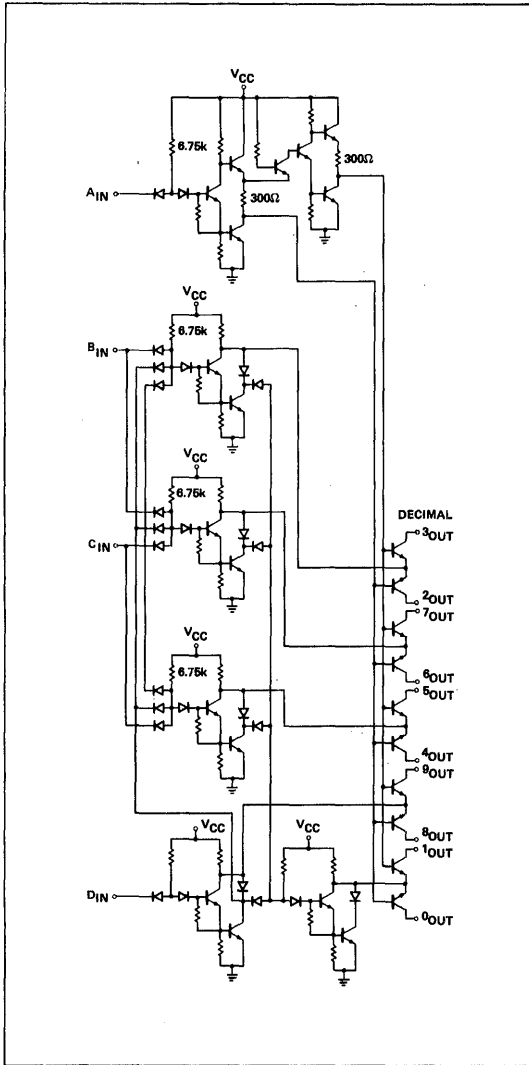 VCC
6.75k
300Ω
AIN
300Ω
VCC
BIN
6.75k
VCC
6.75k
CIN
DECIMAL
3OUT
2OUT
7OUT
VCC
6OUT
6.75k
5OUT
4OUT
9OUT
8OUT
VCC
VCC
1OUT
DIN
0OUT